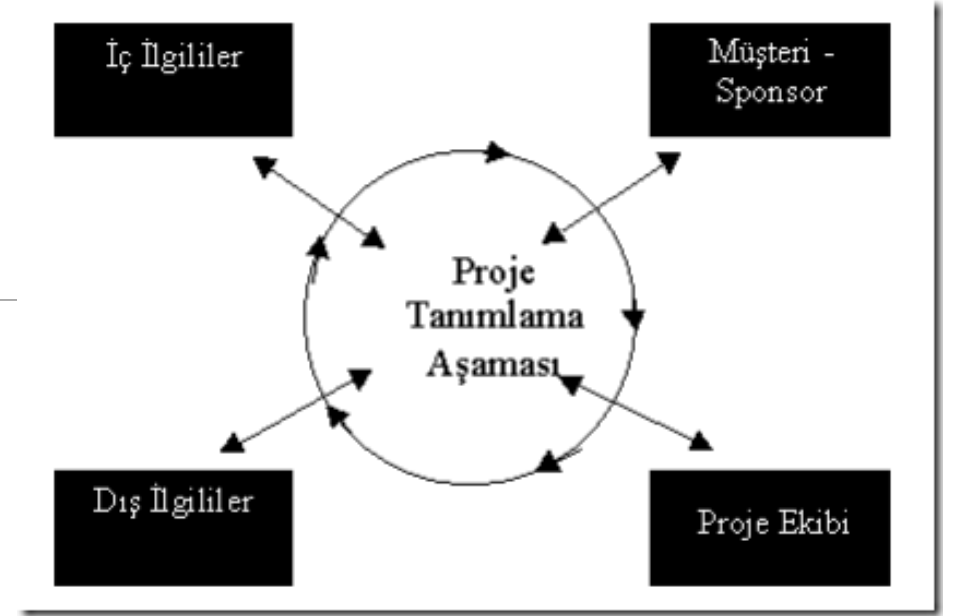 İç İlgililer
Müşteri -
Sponsor
Proje
Tanımlama
Aşaması
Dış İlgililer
Proje Ekibi